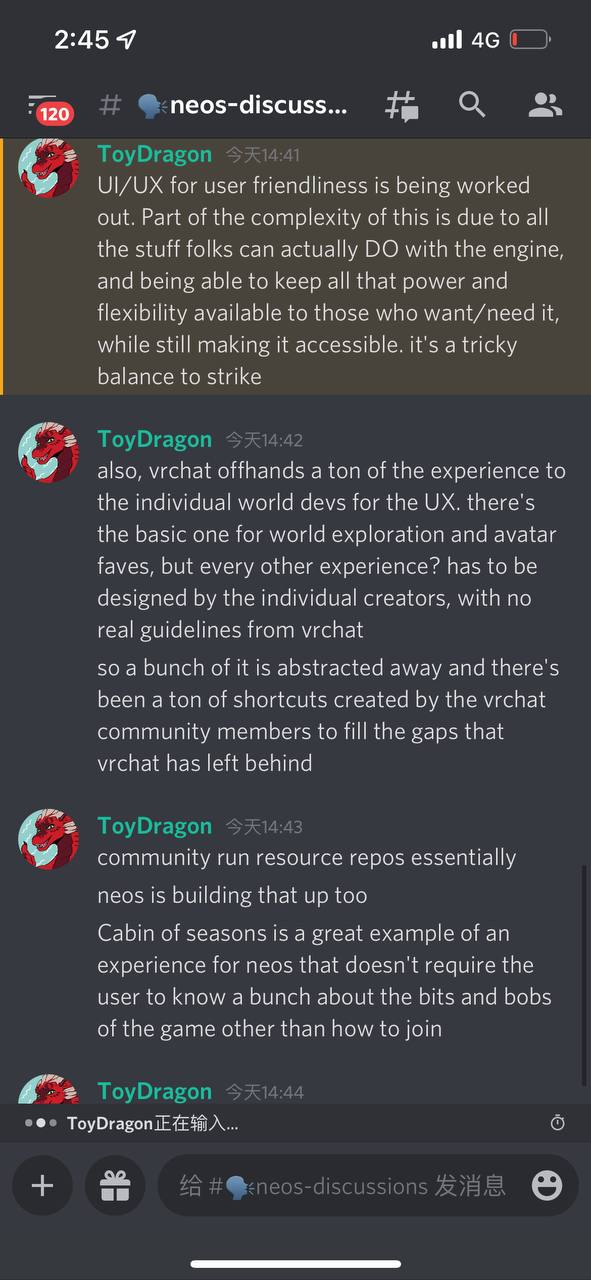 2:45
4G
120
# 🗣neos-discuss...
ToyDragon 今天14:41
UI/UX for user friendliness is being worked
out. Part of the complexity of this is due to all
the stuff folks can actually DO with the engine,
and being able to keep all that power and
flexibility available to those who want/need it,
while still making it accessible. it's a tricky
balance to strike
ToyDragon 今天14:42
also, vrchat offhands a ton of the experience to
the individual world devs for the UX. there's
the basic one for world exploration and avatar
faves, but every other experience? has to be
designed by the individual creators, with no
real guidelines from vrchat
so a bunch of it is abstracted away and there's
been a ton of shortcuts created by the vrchat
community members to fill the gaps that
vrchat has left behind
ToyDragon 今天14:43
community run resource repos essentially
neos is building that up too
Cabin of seasons is a great example of an
experience for neos that doesn't require the
user to know a bunch about the bits and bobs
of the game other than how to join
ToyDragon 今天14:44
ToyDragon正在输入...
给 #🗣neos-discussions 发消息